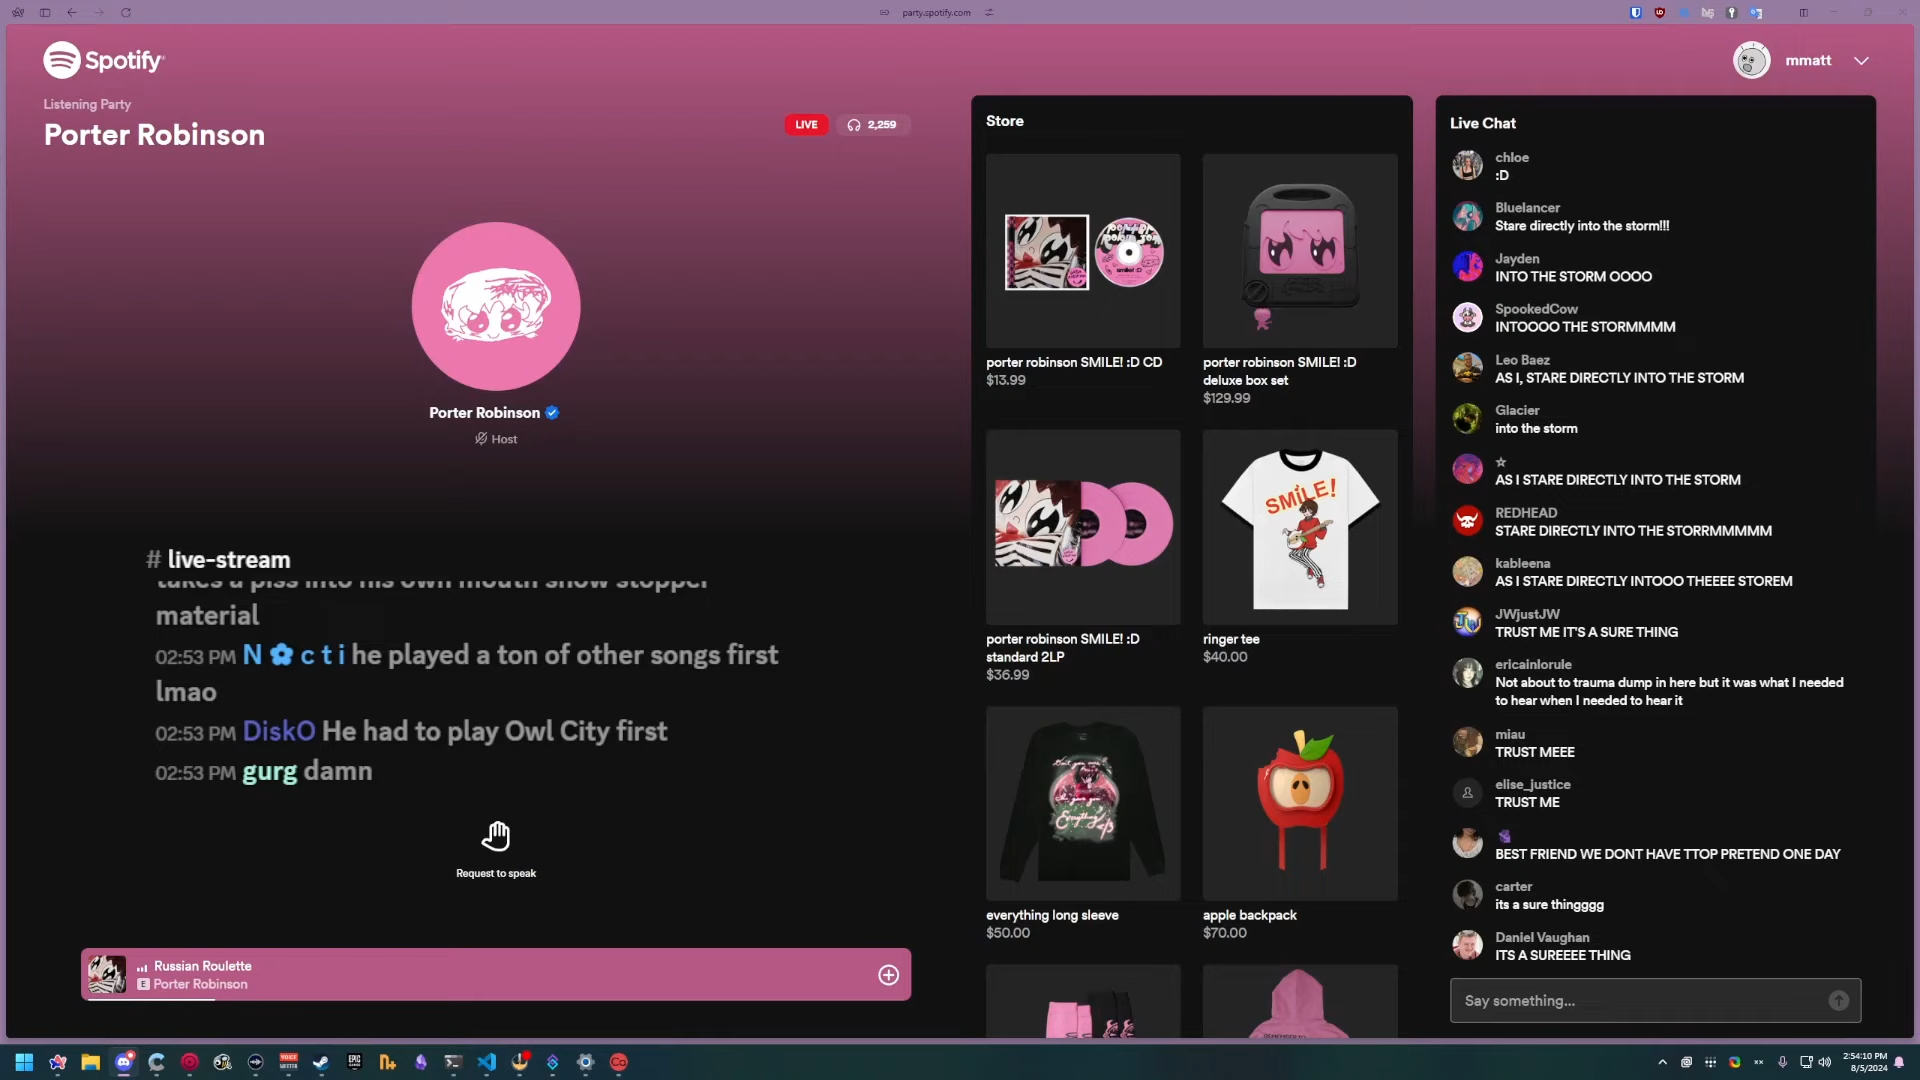 party.spotify.com
Spotify
mmatt
Listening Party
Porter Robinson
LIVE
2,259
Porter Robinson
Host
# live-stream
takes a piss into his own mouth show stopper
material
02:53 PM N ✿ c t i he played a ton of other songs first
lmao
02:53 PM DiskO He had to play Owl City first
02:53 PM gurg damn
Request to speak
Russian Roulette
E Porter Robinson
Store
porter robinson SMILE! :D CD
$13.99
porter robinson SMILE! :D
deluxe box set
$129.99
porter robinson SMILE! :D
standard 2LP
$36.99
SMiLE!
ringer tee
$40.00
everything long sleeve
$50.00
apple backpack
$70.00
Live Chat
chloe
:D
Bluelancer
Stare directly into the storm!!!
Jayden
INTO THE STORM OOOO
SpookedCow
INTOOOO THE STORMMMM
Leo Baez
AS I, STARE DIRECTLY INTO THE STORM
Glacier
into the storm
☆
AS I STARE DIRECTLY INTO THE STORM
REDHEAD
STARE DIRECTLY INTO THE STORRMMMMM
kableena
AS I STARE DIRECTLY INTOOO THEEEE STOREM
JWjustJW
TRUST ME IT'S A SURE THING
ericainlorule
Not about to trauma dump in here but it was what I needed
to hear when I needed to hear it
miau
TRUST MEEE
elise_justice
TRUST ME
BEST FRIEND WE DONT HAVE TTOP PRETEND ONE DAY
carter
its a sure thingggg
Daniel Vaughan
ITS A SUREEEE THING
Say something...
2:54:10 PM
8/5/2024